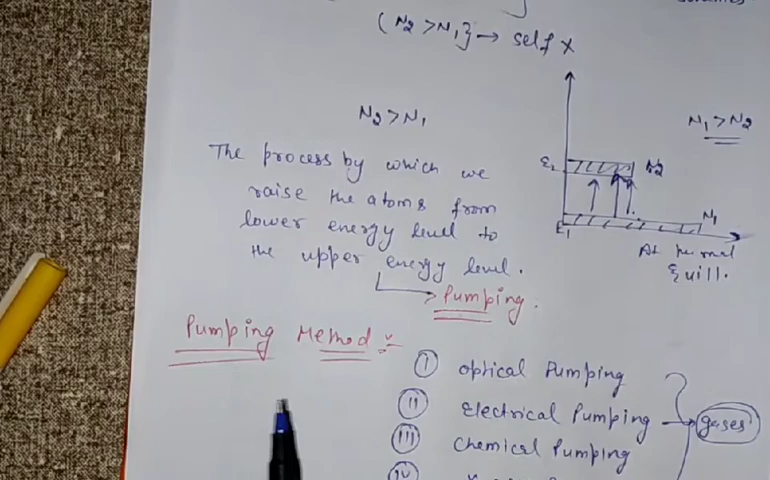 (N2 > N1} → self x
N2 > N1
The process by which we
raise the atoms from
lower energy level to
the upper energy level.
→ Pumping.
N1 > N2
E2
N2
E1
N1
At thermal
Equill.
Pumping Method :-
I optical Pumping
II Electrical Pumping → gases
III Chemical Pumping
IV